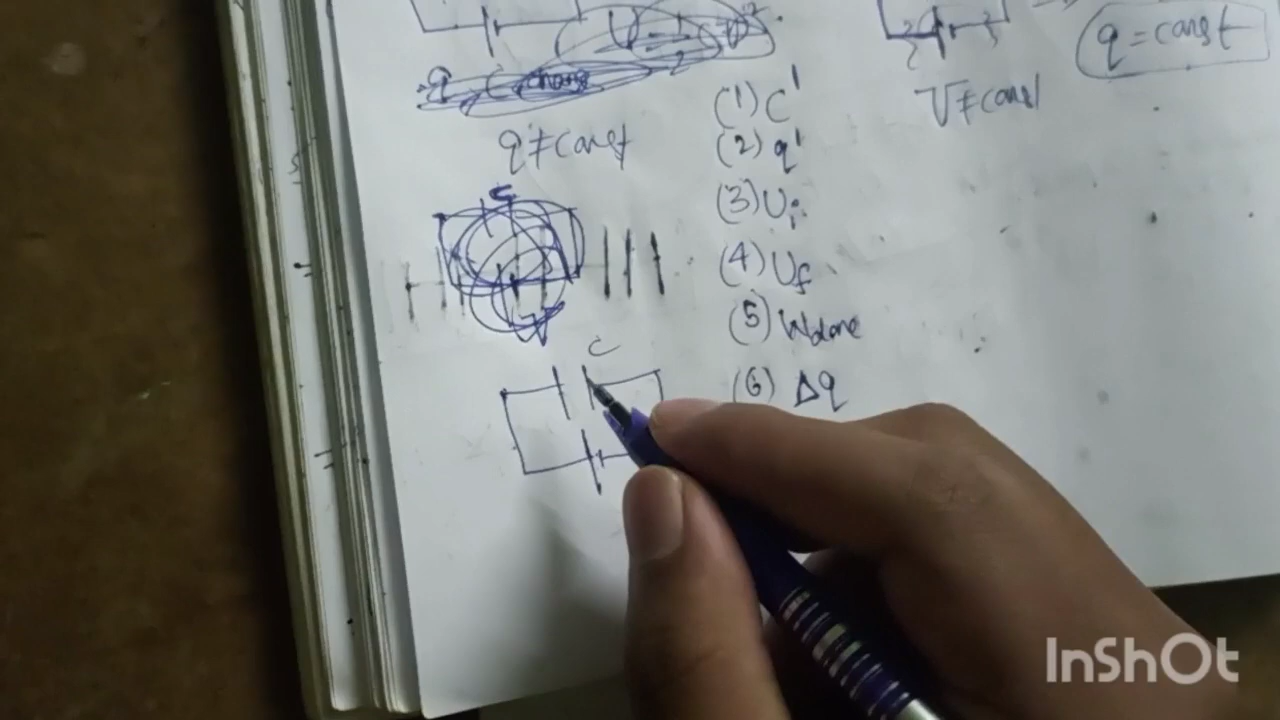 q = const
V ≠ const
q ≠ const
(1) C'
(2) q'
(3) Ui
(4) Uf
(5) Wdone
(6) Δq
C
InShOt